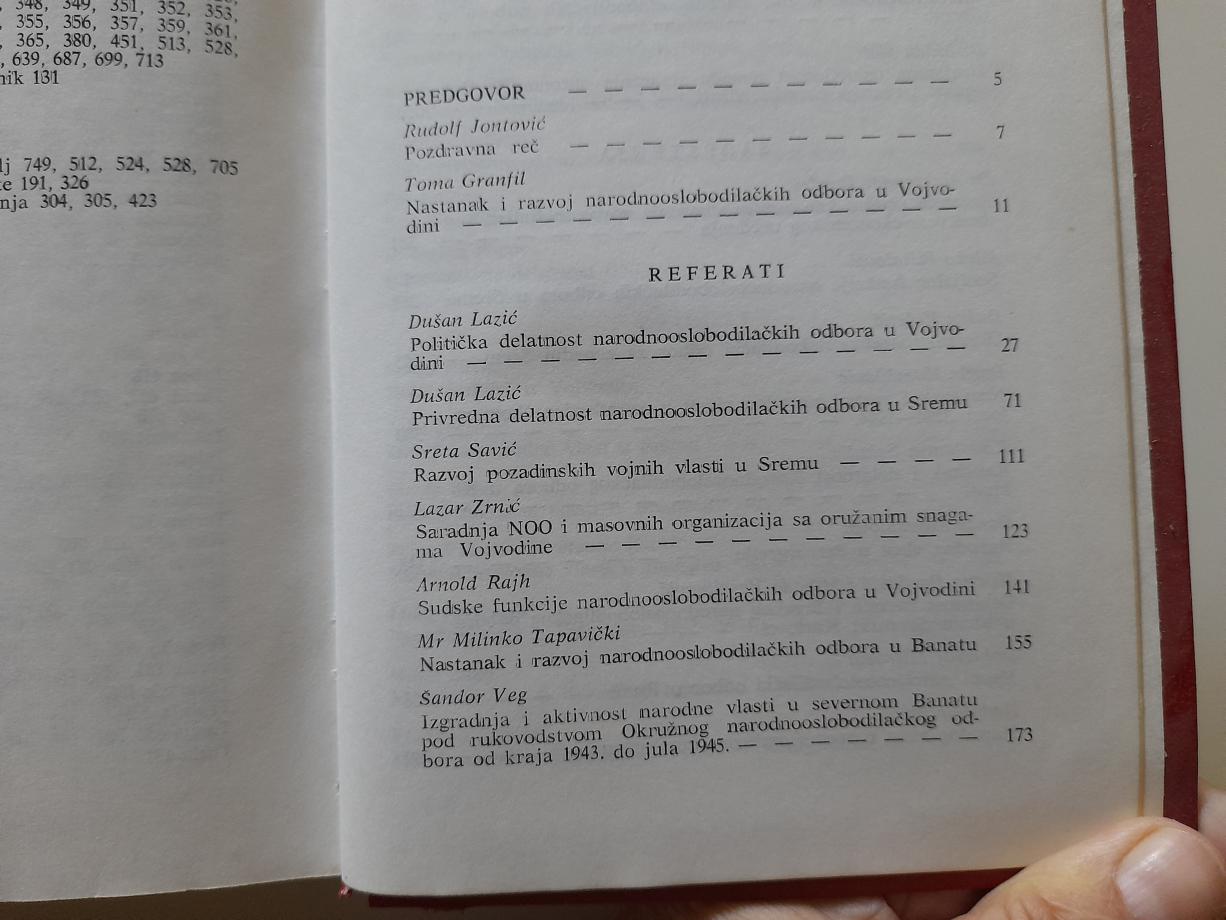 348, 349, 351, 352, 353,
355, 356, 357, 359, 361,
365, 380, 451, 513, 528,
, 639, 687, 699, 713
131
749, 512, 524, 528, 705
191, 326
304, 305, 423
PREDGOVOR — — — — — — — — — — — 5
Rudolf Jontović
Pozdravna reč — — — — — — — — — — — 7
Toma Granfil
Nastanak i razvoj narodnooslobodilačkih odbora u Vojvo-
dini — — — — — — — — — — — — — — 11
REFERATI
Dušan Lazić
Politička delatnost narodnooslobodilačkih odbora u Vojvo-
dini — — — — — — — — — — — — — — 27
Dušan Lazić
Privredna delatnost narodnooslobodilačkih odbora u Sremu 71
Sreta Savić
Razvoj pozadinskih vojnih vlasti u Sremu — — — — 111
Lazar Zrnić
Saradnja NOO i masovnih organizacija sa oružanim snaga-
ma Vojvodine — — — — — — — — — — — 123
Arnold Rajh
Sudske funkcije narodnooslobodilačkih odbora u Vojvodini 141
Mr Milinko Tapavički
Nastanak i razvoj narodnooslobodilačkih odbora u Banatu 155
Šandor Veg
Izgradnja i aktivnost narodne vlasti u severnom Banatu
pod rukovodstvom Okružnog narodnooslobodilačkog od-
bora od kraja 1943. do jula 1945. — — — — — — — 173